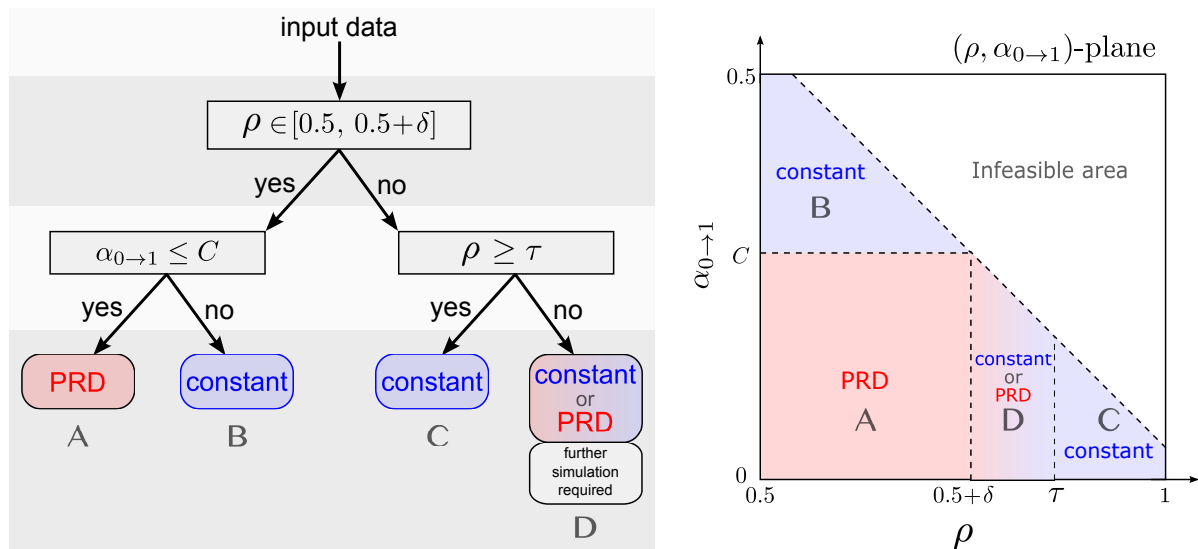 input data
ρ ∈ [0.5, 0.5+δ]
yes
no
α₀→₁ ≤ C
ρ ≥ τ
yes
no
yes
no
PRD
A
constant
B
constant
C
constant
or
PRD
further
simulation
required
D
(ρ, α₀→₁)-plane
0.5
α₀→₁
C
0
constant
B
Infeasible area
PRD
A
constant
or
PRD
D
C
constant
0.5
0.5+δ
τ
1
ρ